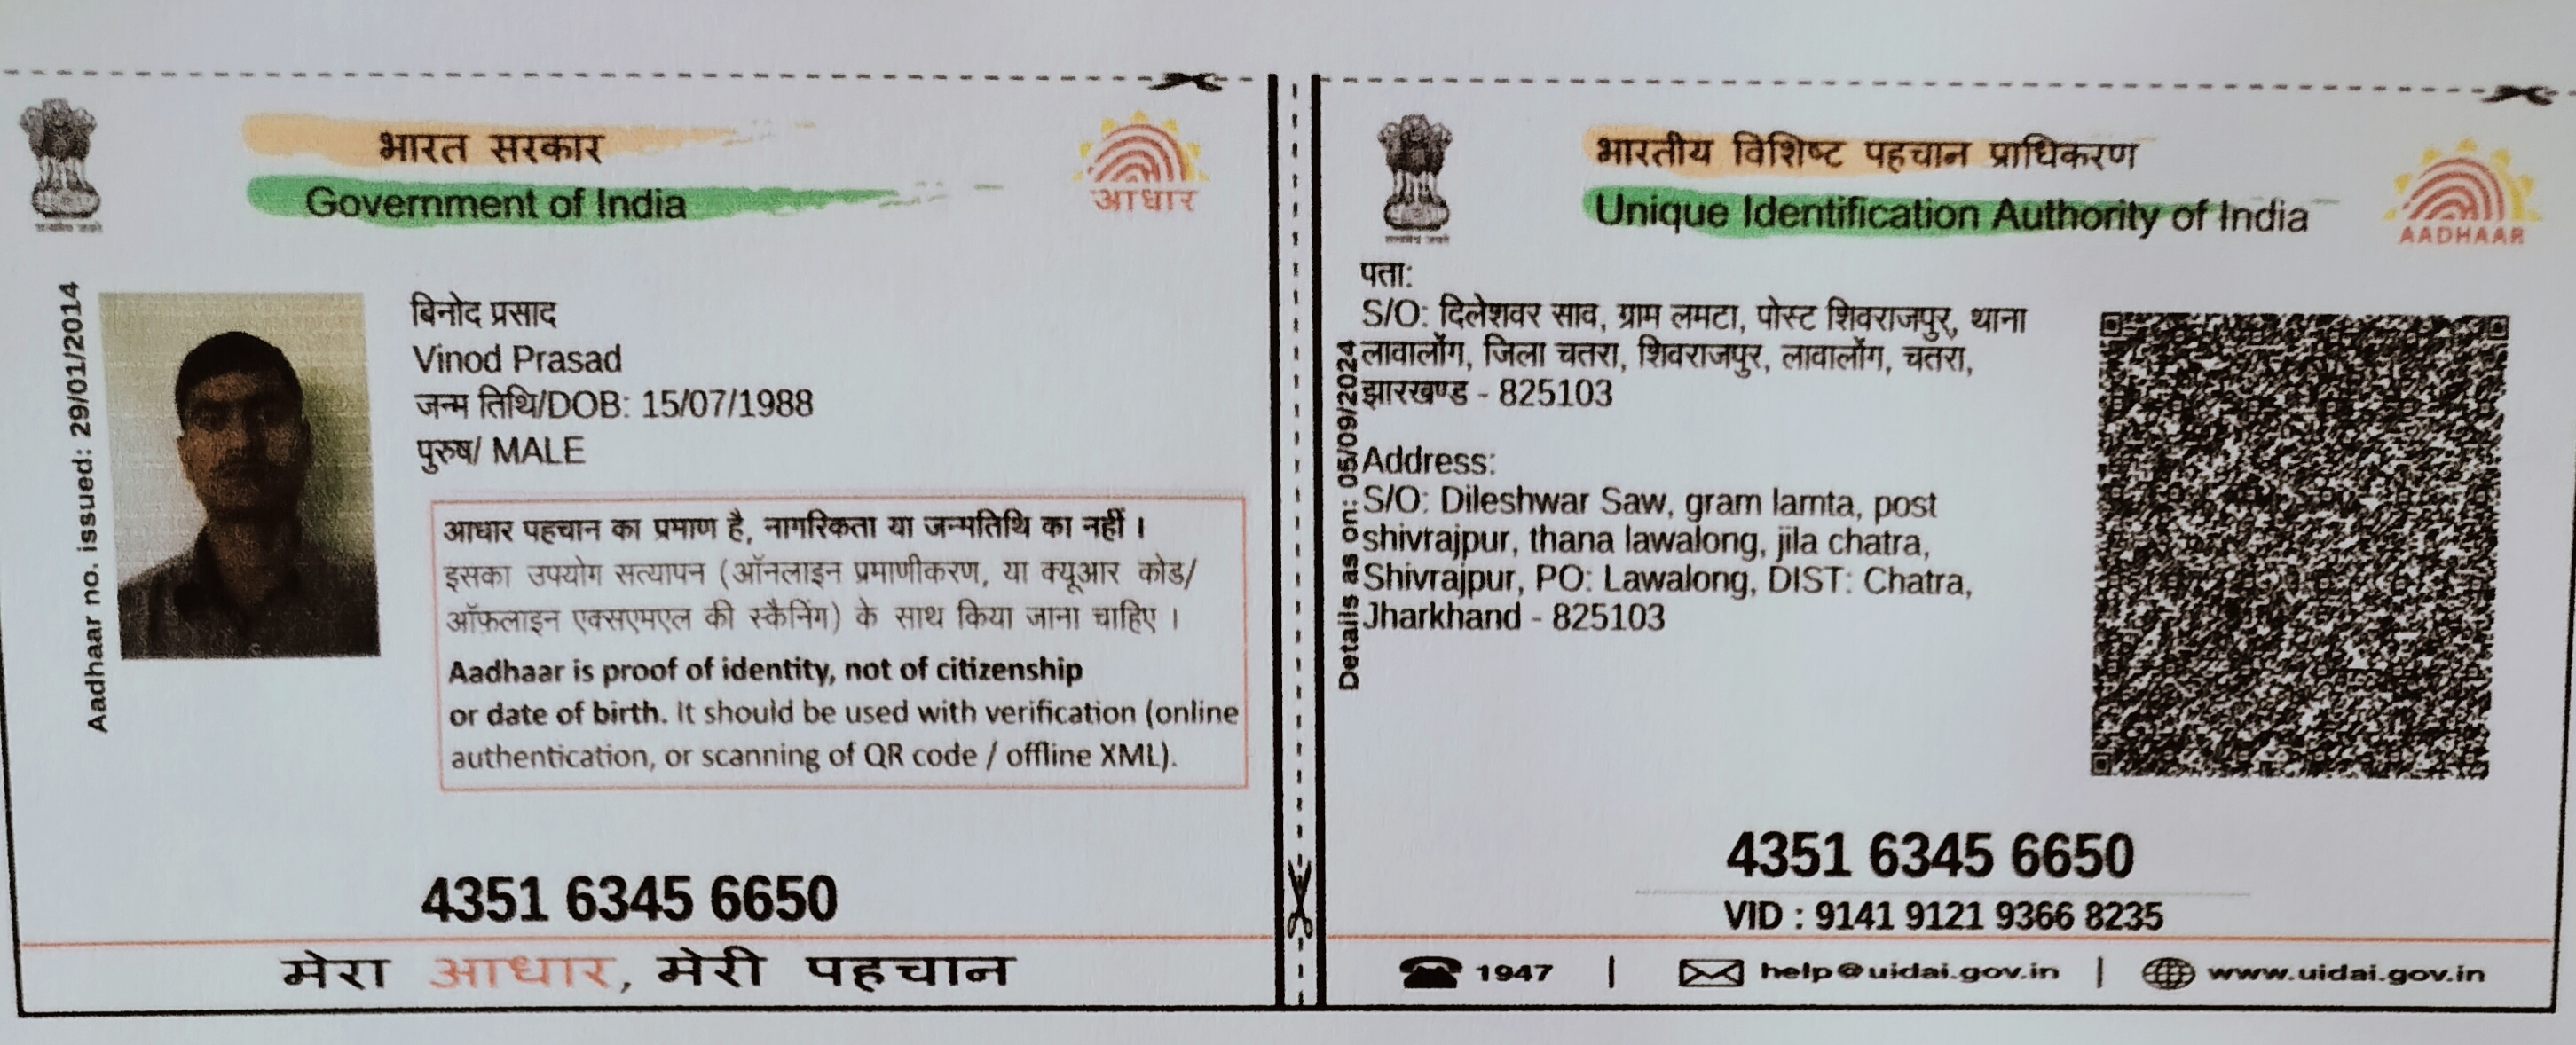 भारत सरकार
Government of India
आधार
Aadhaar no. issued: 29/01/2014
बिनोद प्रसाद
Vinod Prasad
जन्म तिथि/DOB: 15/07/1988
पुरुष/ MALE
आधार पहचान का प्रमाण है, नागरिकता या जन्मतिथि का नहीं ।
इसका उपयोग सत्यापन (ऑनलाइन प्रमाणीकरण, या क्यूआर कोड/
ऑफ़लाइन एक्सएमएल की स्कैनिंग) के साथ किया जाना चाहिए ।
Aadhaar is proof of identity, not of citizenship
or date of birth. It should be used with verification (online
authentication, or scanning of QR code / offline XML).
4351 6345 6650
मेरा आधार, मेरी पहचान
भारतीय विशिष्ट पहचान प्राधिकरण
Unique Identification Authority of India
AADHAAR
Details as on: 05/09/2024
पता:
S/O: दिलेशवर साव, ग्राम लमटा, पोस्ट शिवराजपुर, थाना
लावालोंग, जिला चतरा, शिवराजपुर, लावालोंग, चतरा,
झारखण्ड - 825103
Address:
S/O: Dileshwar Saw, gram lamta, post
shivrajpur, thana lawalong, jila chatra,
Shivrajpur, PO: Lawalong, DIST: Chatra,
Jharkhand - 825103
4351 6345 6650
VID : 9141 9121 9366 8235
1947 | help@uidai.gov.in | www.uidai.gov.in